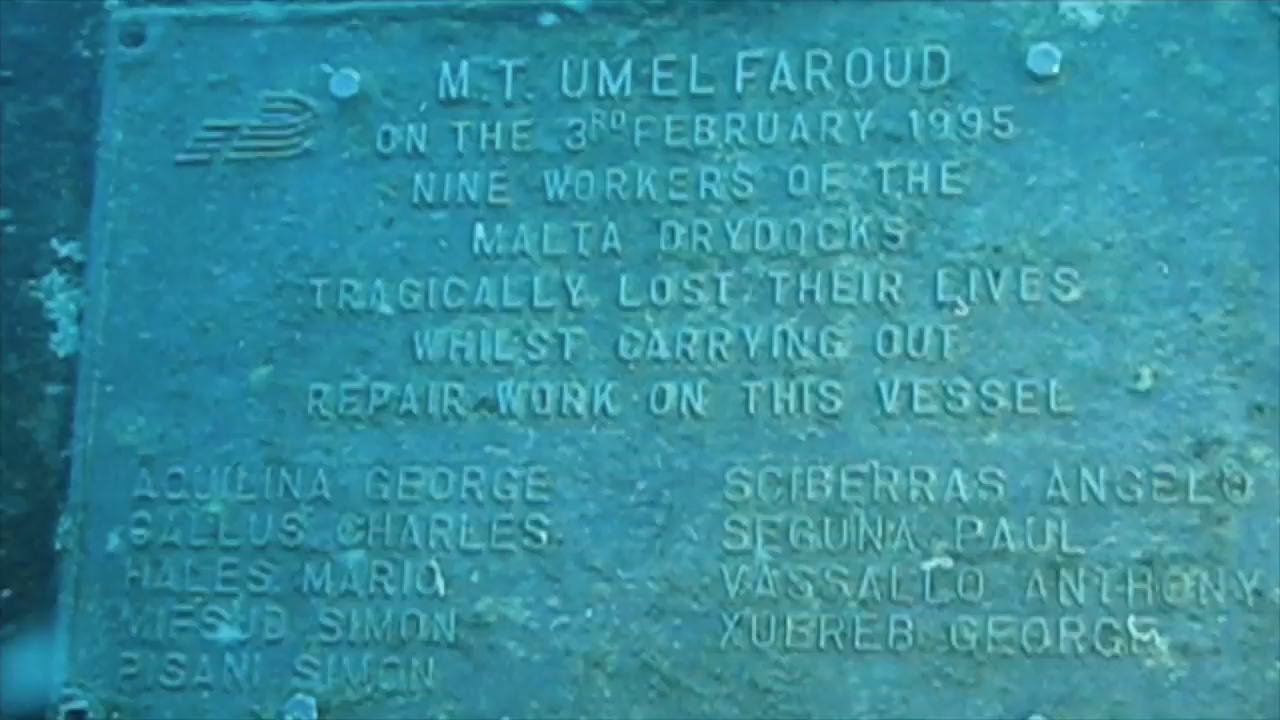 M.T. UM EL FAROUD
ON THE 3RD FEBRUARY 1995
NINE WORKERS OF THE
MALTA DRYDOCKS
TRAGICALLY LOST THEIR LIVES
WHILST CARRYING OUT
REPAIR WORK ON THIS VESSEL
AQUILINA GEORGE
GALLUS CHARLES
HALES MARIO
MIFSUD SIMON
PISANI SIMON
SCIBERRAS ANGELO
SEGUNA PAUL
VASSALLO ANTHONY
XUEREB GEORGE